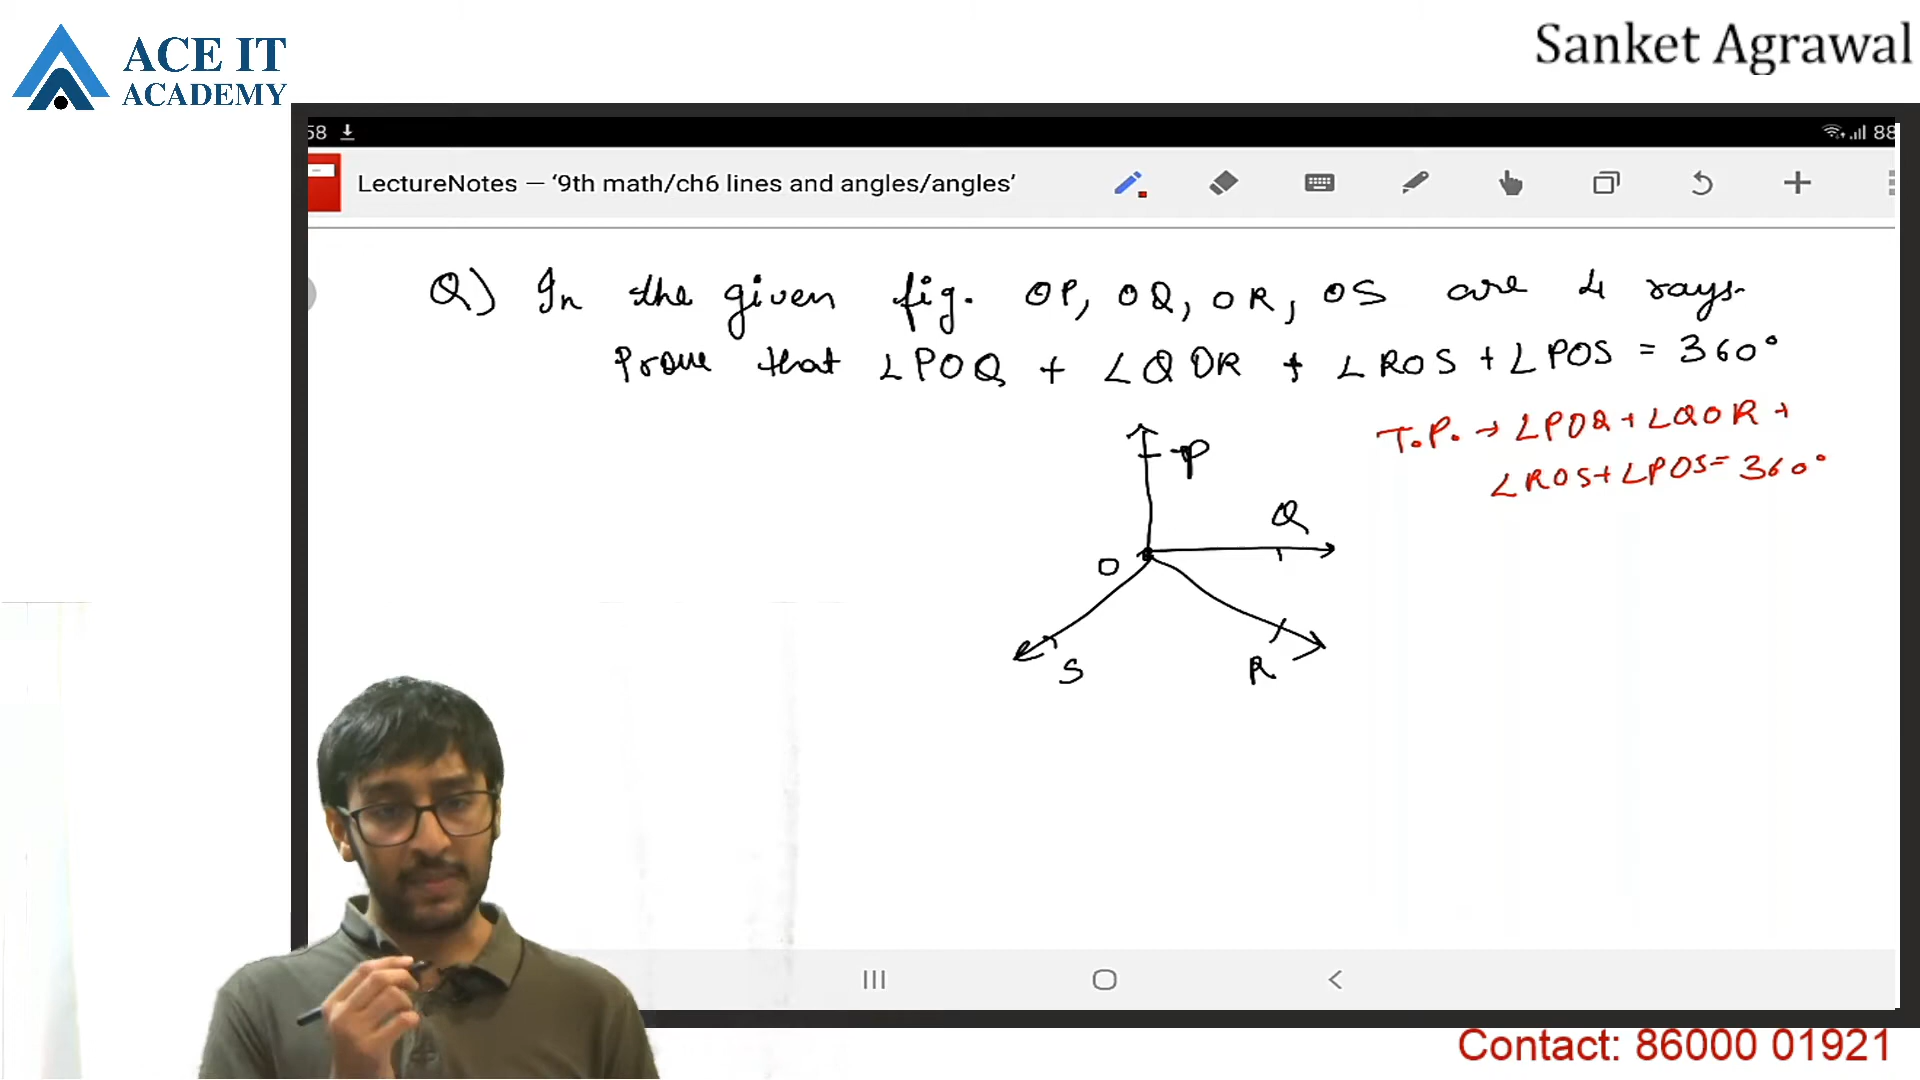 ACE IT
ACADEMY
Sanket Agrawal
58
88
LectureNotes — ‘9th math/ch6 lines and angles/angles’
Q) In the given fig. OP, OQ, OR, OS are 4 rays.
Prove that ∠POQ + ∠QOR + ∠ROS + ∠POS = 360°
T.P. → ∠POQ + ∠QOR +
∠ROS + ∠POS = 360°
P
Q
O
S
R
Contact: 86000 01921